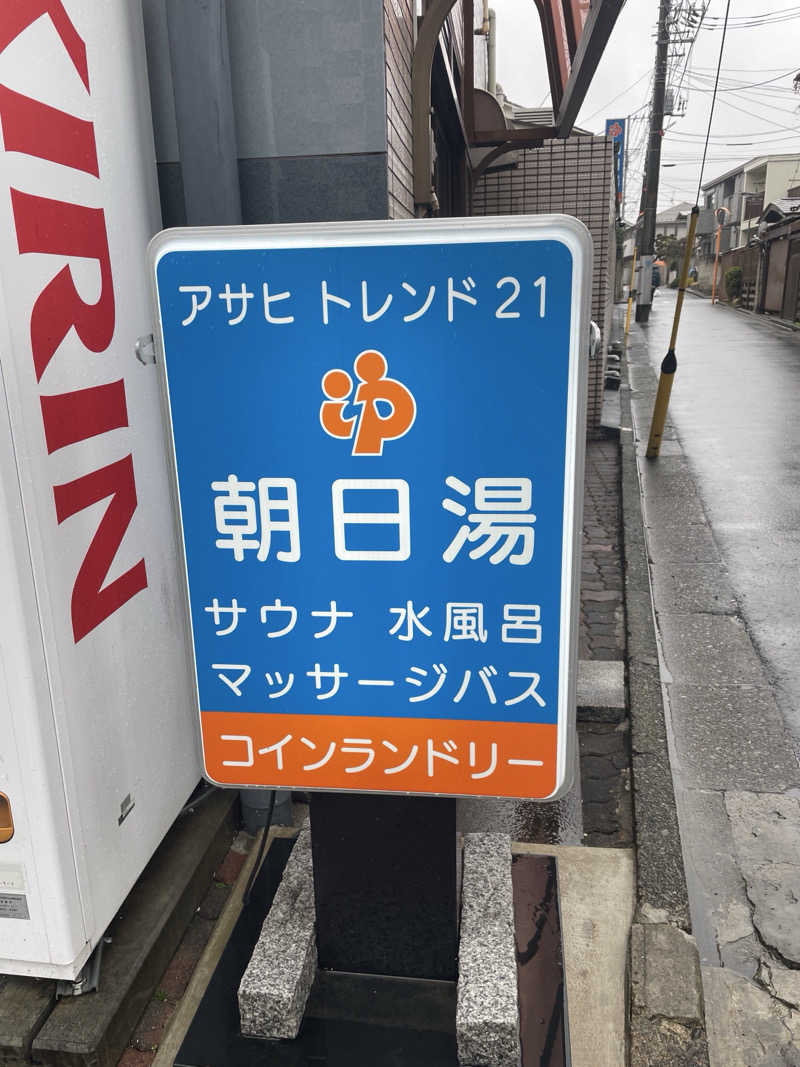 KIRIN
アサヒ トレンド 21
ゆ
朝日湯
サウナ 水風呂
マッサージバス
コインランドリー